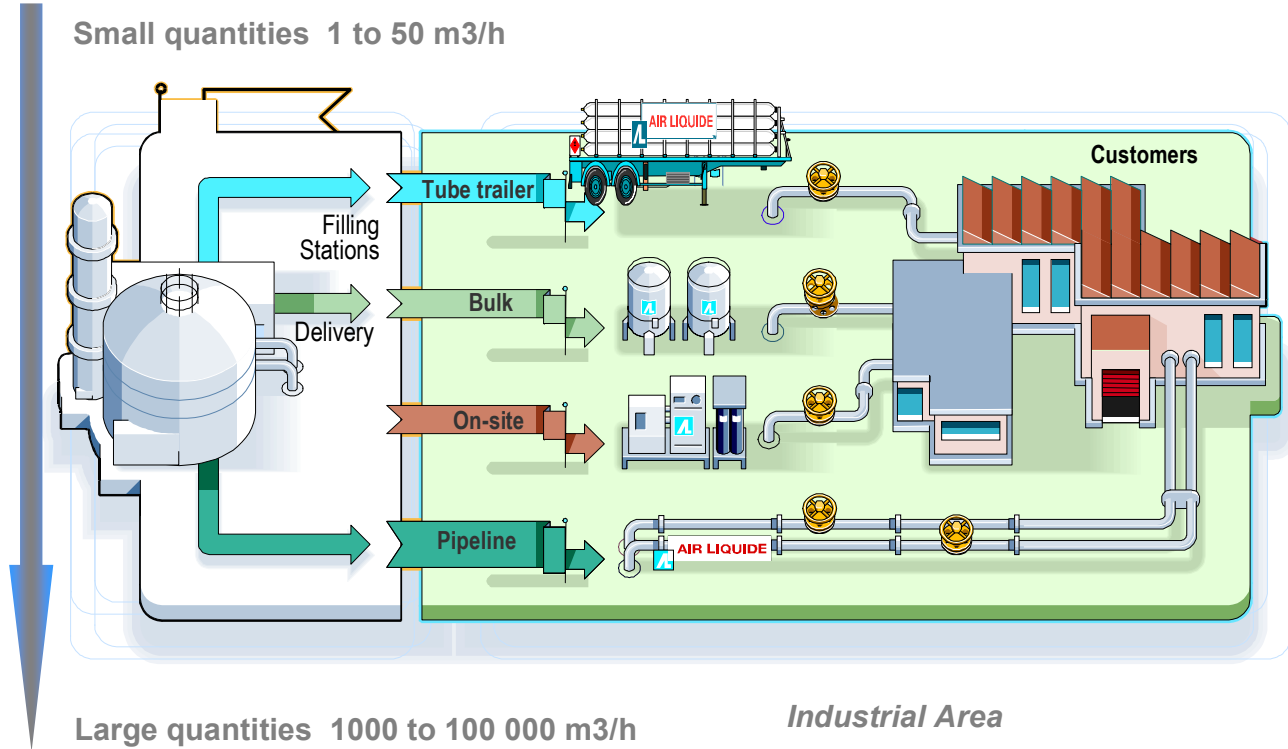 Small quantities 1 to 50 m3/h
AIR LIQUIDE
Customers
Tube trailer
Filling
Stations
Bulk
Delivery
On-site
Pipeline
AIR LIQUIDE
Industrial Area
Large quantities 1000 to 100 000 m3/h